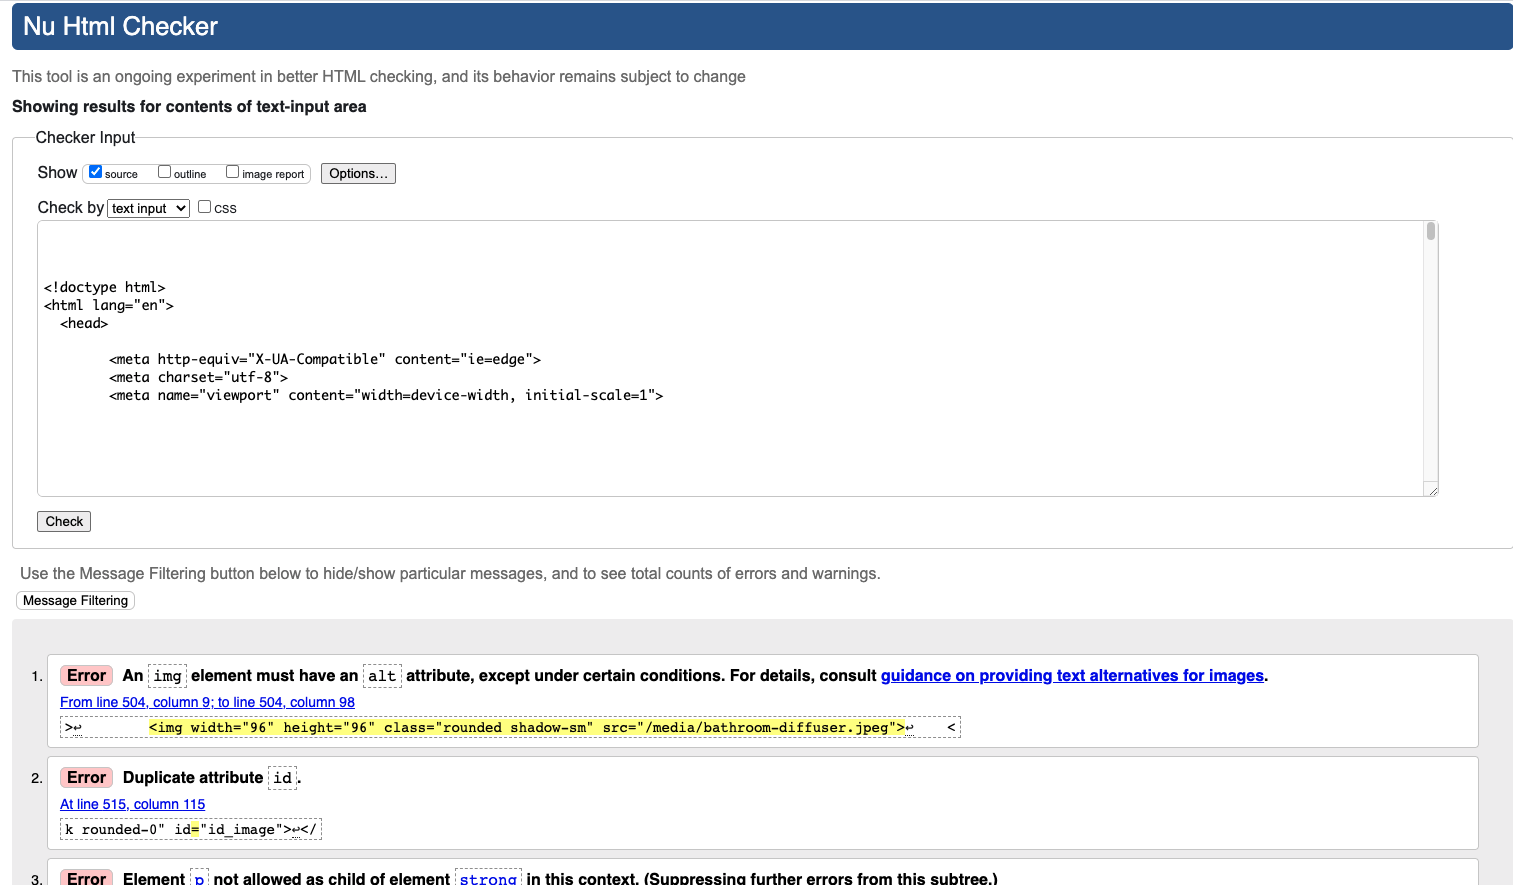 Nu Html Checker
This tool is an ongoing experiment in better HTML checking, and its behavior remains subject to change
Showing results for contents of text-input area
Checker Input
Show source outline image report Options...
Check by text input css
<!doctype html>
<html lang="en">
<head>
<meta http-equiv="X-UA-Compatible" content="ie=edge">
<meta charset="utf-8">
<meta name="viewport" content="width=device-width, initial-scale=1">
Check
Use the Message Filtering button below to hide/show particular messages, and to see total counts of errors and warnings.
Message Filtering
1. Error An img element must have an alt attribute, except under certain conditions. For details, consult guidance on providing text alternatives for images.
From line 504, column 9; to line 504, column 98
>↩ <img width="96" height="96" class="rounded shadow-sm" src="/media/bathroom-diffuser.jpeg">↩ <
2. Error Duplicate attribute id.
At line 515, column 115
k rounded-0" id="id_image">↩</
3. Error Element p not allowed as child of element strong in this context. (Suppressing further errors from this subtree.)